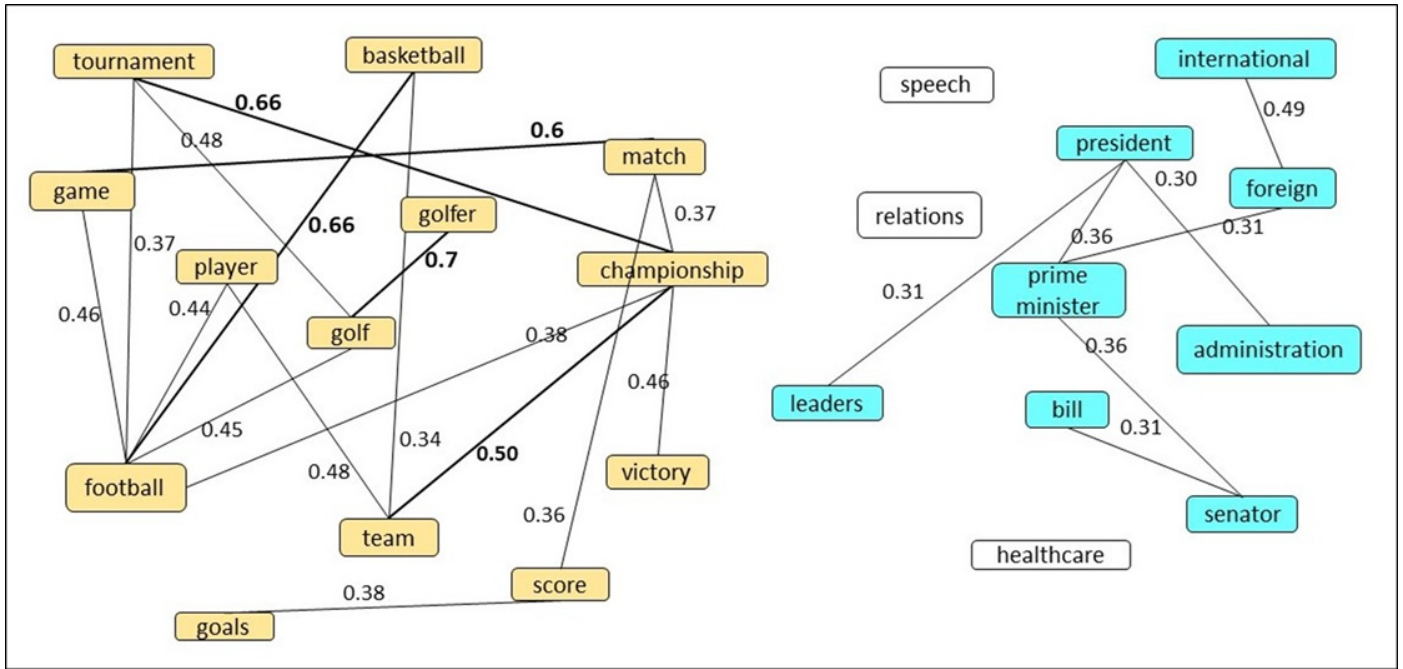 tournament
basketball
speech
international
0.66
0.49
0.48
0.6
match
president
game
0.30
foreign
golfer
relations
0.37
0.66
0.37
0.31
0.36
player
0.7
championship
prime
minister
0.31
0.46
0.44
golf
0.38
0.36
administration
0.46
leaders
bill
0.45
0.34
0.31
0.48
0.50
victory
football
0.36
senator
team
healthcare
score
0.38
goals